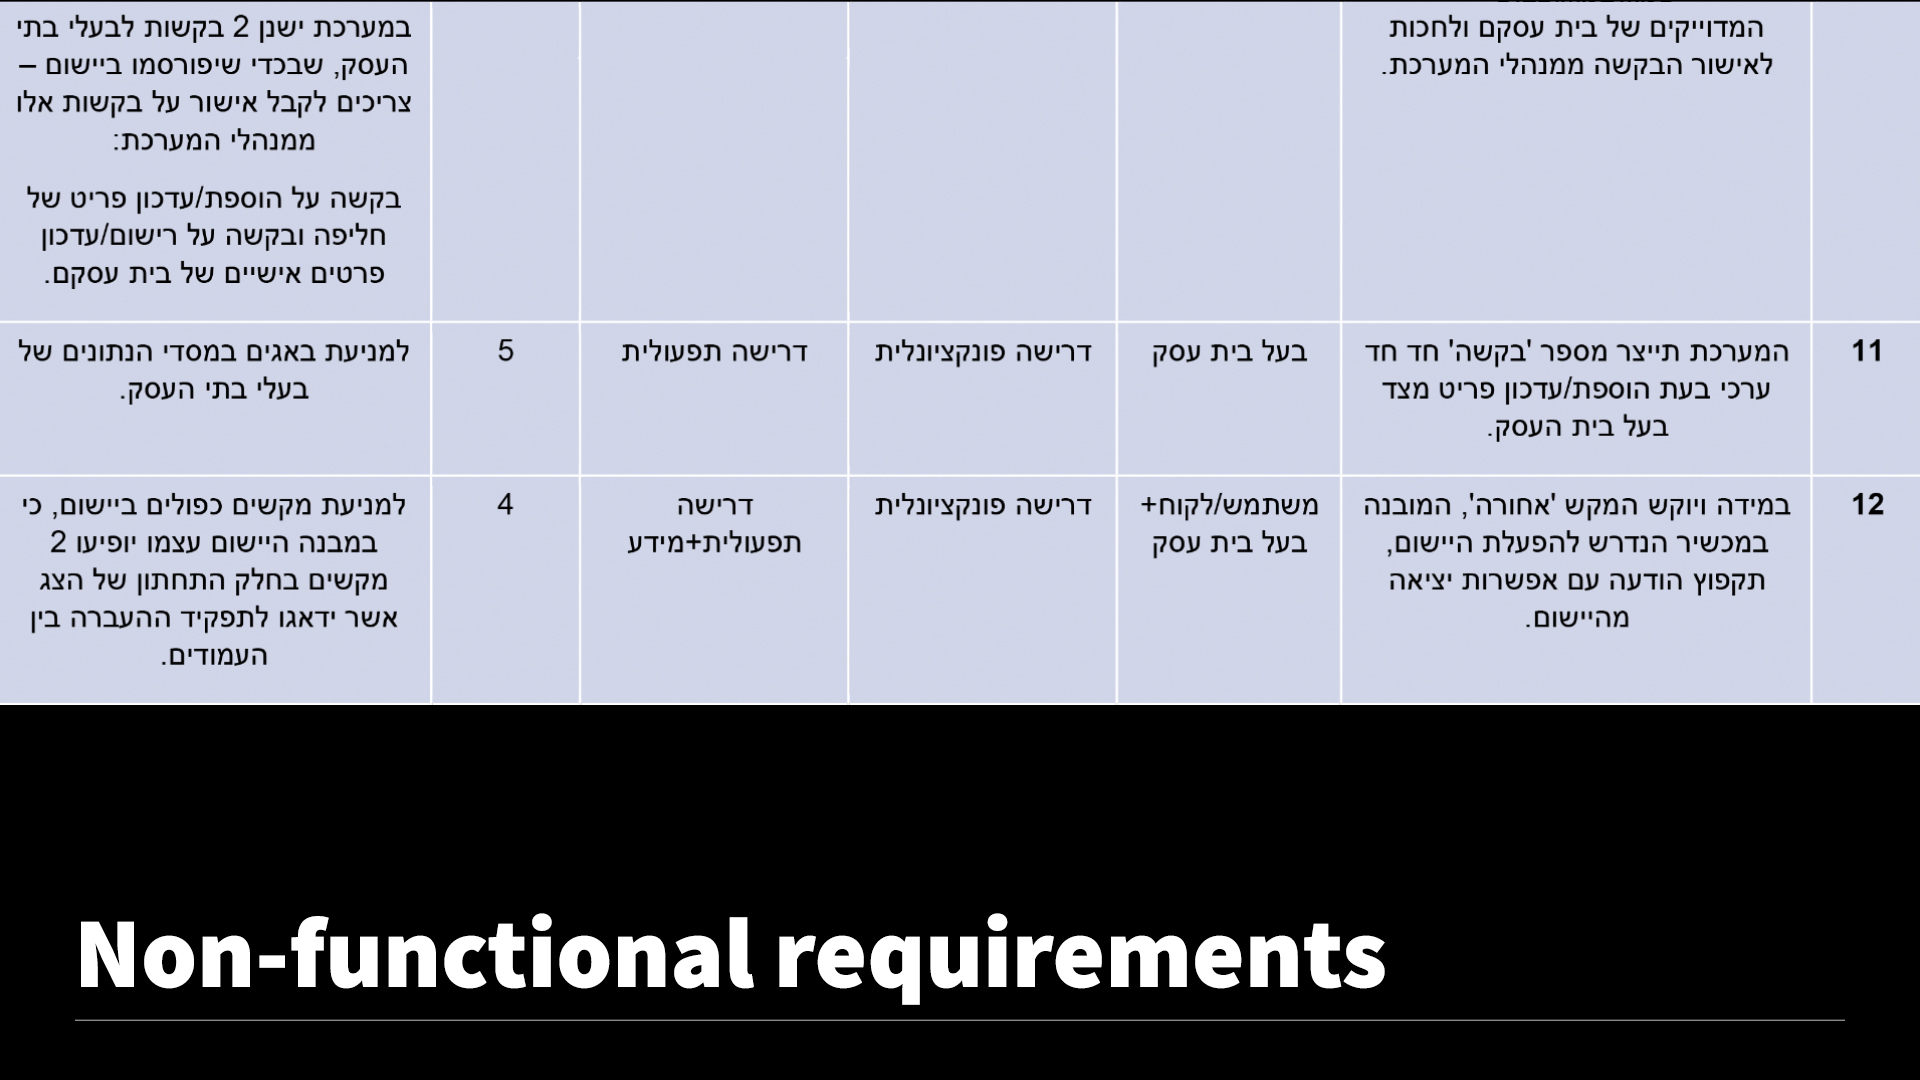 המדוייקים של בית עסקם ולחכות
לאישור הבקשה ממנהלי המערכת.
במערכת ישנן 2 בקשות לבעלי בתי
העסק, שבכדי שיפורסמו ביישום –
צריכים לקבל אישור על בקשות אלו
ממנהלי המערכת:
בקשה על הוספת/עדכון פריט של
חליפה ובקשה על רישום/עדכון
פרטים אישיים של בית עסקם.
11
המערכת תייצר מספר 'בקשה' חד חד
ערכי בעת הוספת/עדכון פריט מצד
בעל בית העסק.
בעל בית עסק
דרישה פונקציונלית
דרישה תפעולית
5
למניעת באגים במסדי הנתונים של
בעלי בתי העסק.
12
במידה ויוקש המקש 'אחורה', המובנה
במכשיר הנדרש להפעלת היישום,
תקפוץ הודעה עם אפשרות יציאה
מהיישום.
משתמש/לקוח+
בעל בית עסק
דרישה פונקציונלית
דרישה
תפעולית+מידע
4
למניעת מקשים כפולים ביישום, כי
במבנה היישום עצמו יופיעו 2
מקשים בחלק התחתון של הצג
אשר ידאגו לתפקיד ההעברה בין
העמודים.
Non-functional requirements